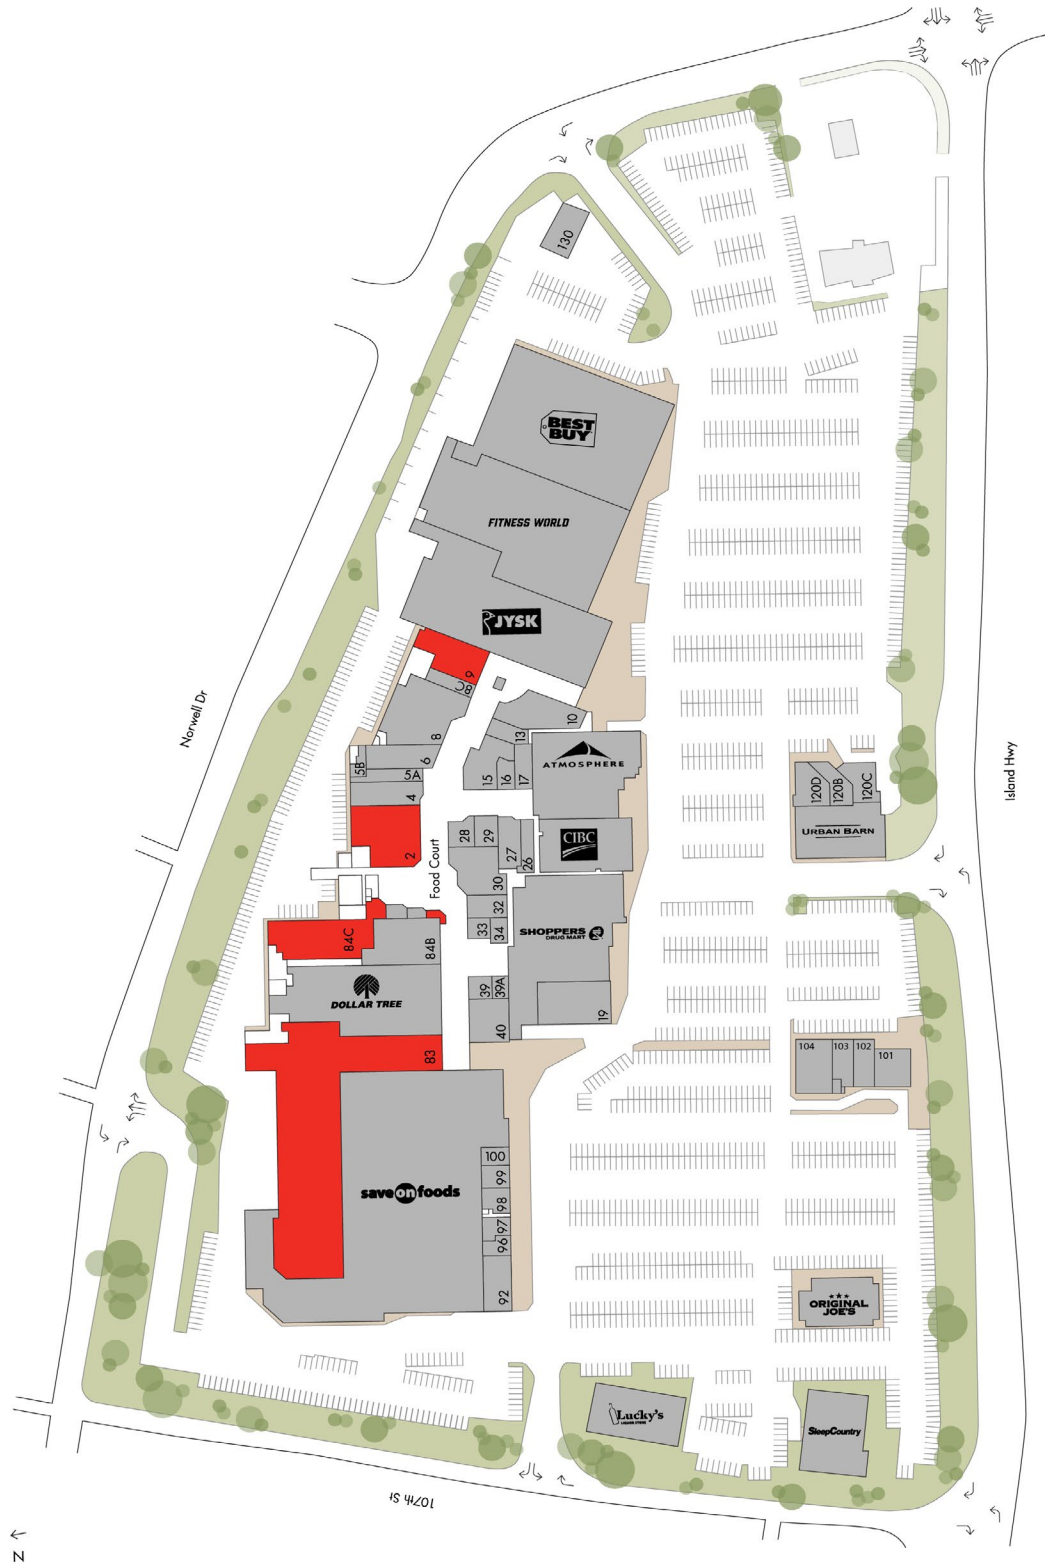 130
BEST
BUY
FITNESS WORLD
JYSK
Norwell Dr
9
8C
8
10
13
6
5B
5A
4
15
16
17
ATMOSPHERE
Island Hwy
120D
120B
120C
URBAN BARN
2
Food Court
28
29
27
26
CIBC
30
32
33
34
SHOPPERS
DRUG MART
84C
84B
DOLLAR TREE
39
39A
40
19
83
104
103
102
101
100
99
98
97
96
92
save on foods
ORIGINAL
JOE'S
Lucky's
LIQUOR STORE
SleepCountry
107th St
N